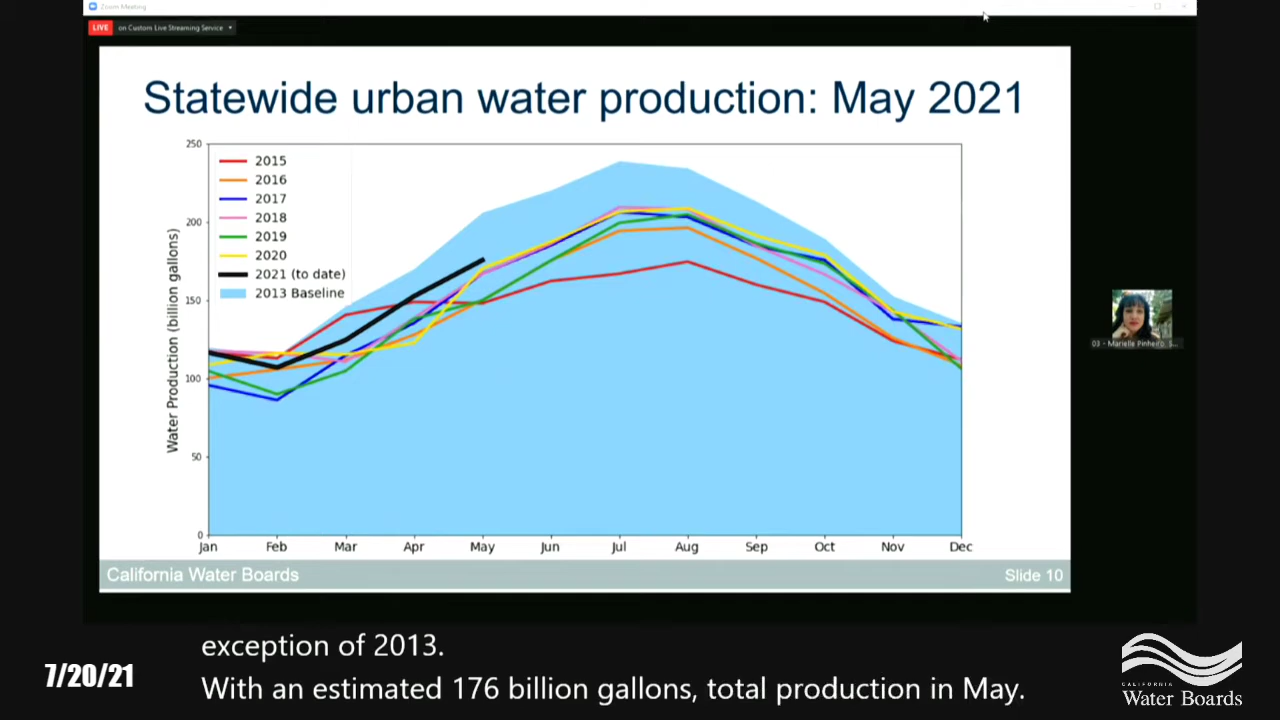 Zoom Meeting
LIVE
on Custom Live Streaming Service
Statewide urban water production: May 2021
Water Production (billion gallons)
250
200
150
100
50
0
2015
2016
2017
2018
2019
2020
2021 (to date)
2013 Baseline
Jan Feb Mar Apr May Jun Jul Aug Sep Oct Nov Dec
California Water Boards
Slide 10
03 - Marielle Pinheiro S...
exception of 2013.
With an estimated 176 billion gallons, total production in May.
7/20/21
CALIFORNIA
Water Boards